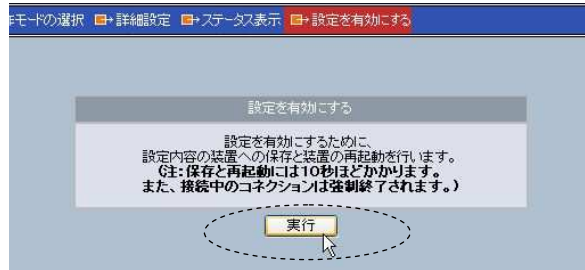 モードの選択 詳細設定 ステータス表示 設定を有効にする
設定を有効にする
設定を有効にするために、
設定内容の装置への保存と装置の再起動を行います。
(注:保存と再起動には10秒ほどかかります。
また、接続中のコネクションは強制終了されます。)
実行